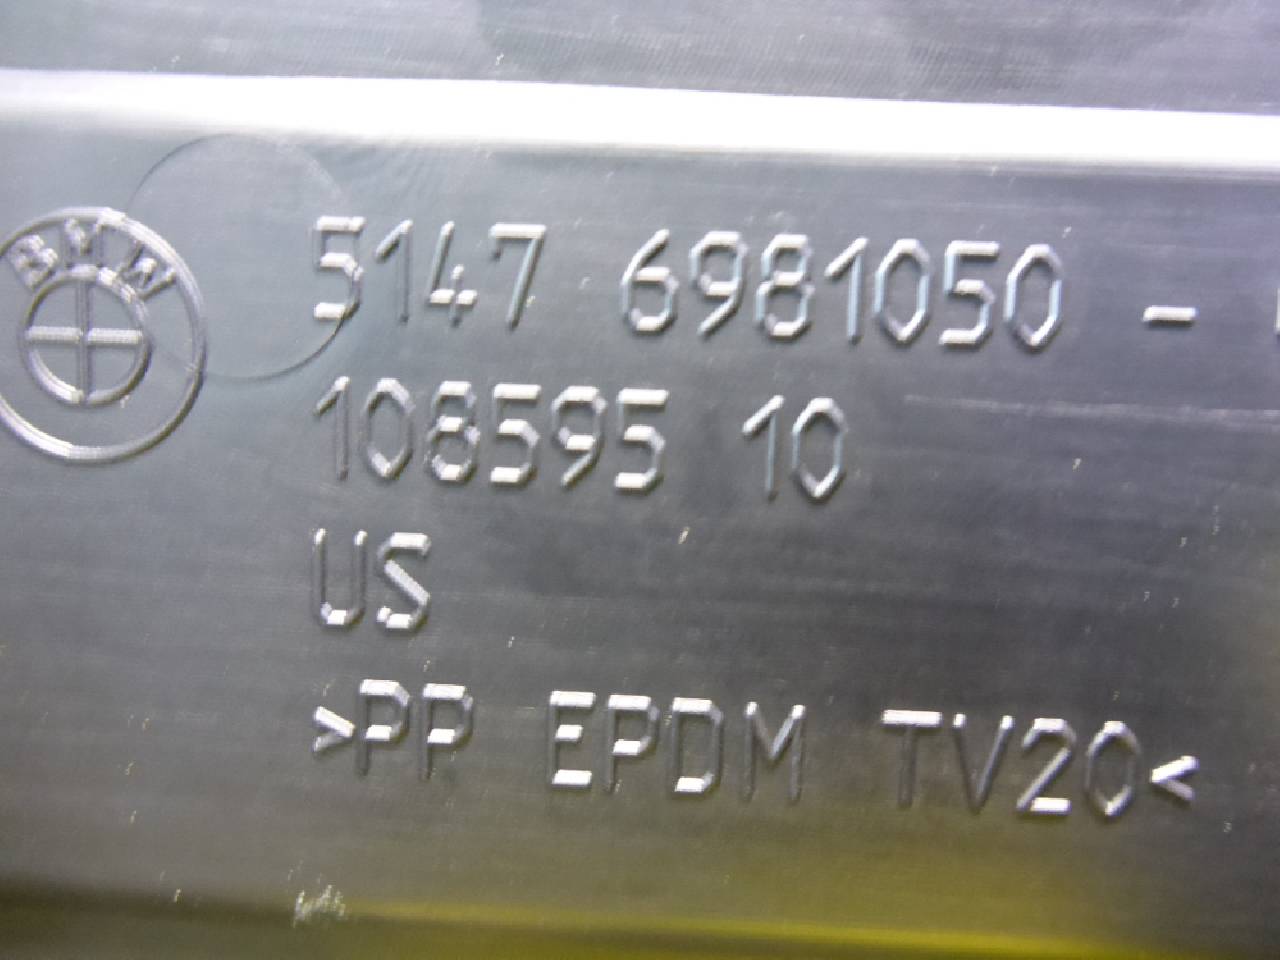 BMW
5147 6981050 -
108595 10
US
>PP EPDM TV20<